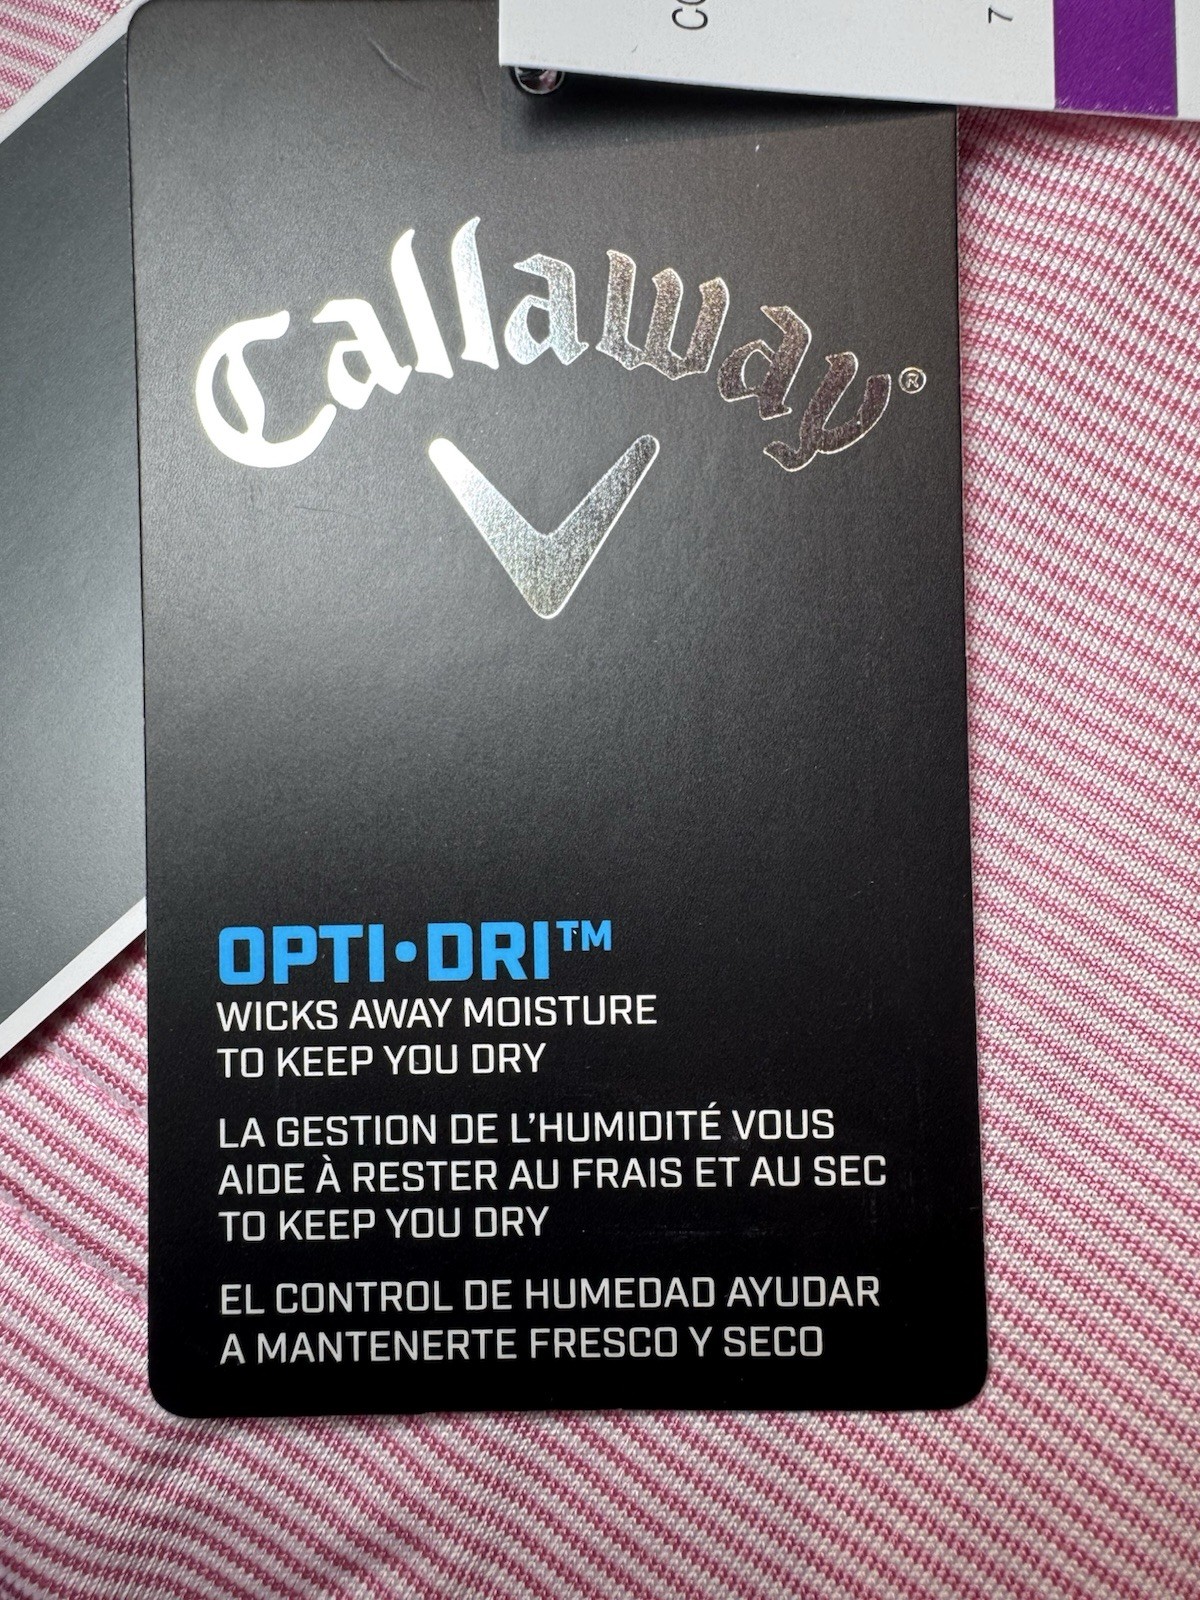 7
Callaway®
OPTI•DRI™
WICKS AWAY MOISTURE
TO KEEP YOU DRY
LA GESTION DE L'HUMIDITÉ VOUS
AIDE À RESTER AU FRAIS ET AU SEC
TO KEEP YOU DRY
EL CONTROL DE HUMEDAD AYUDAR
A MANTENERTE FRESCO Y SECO